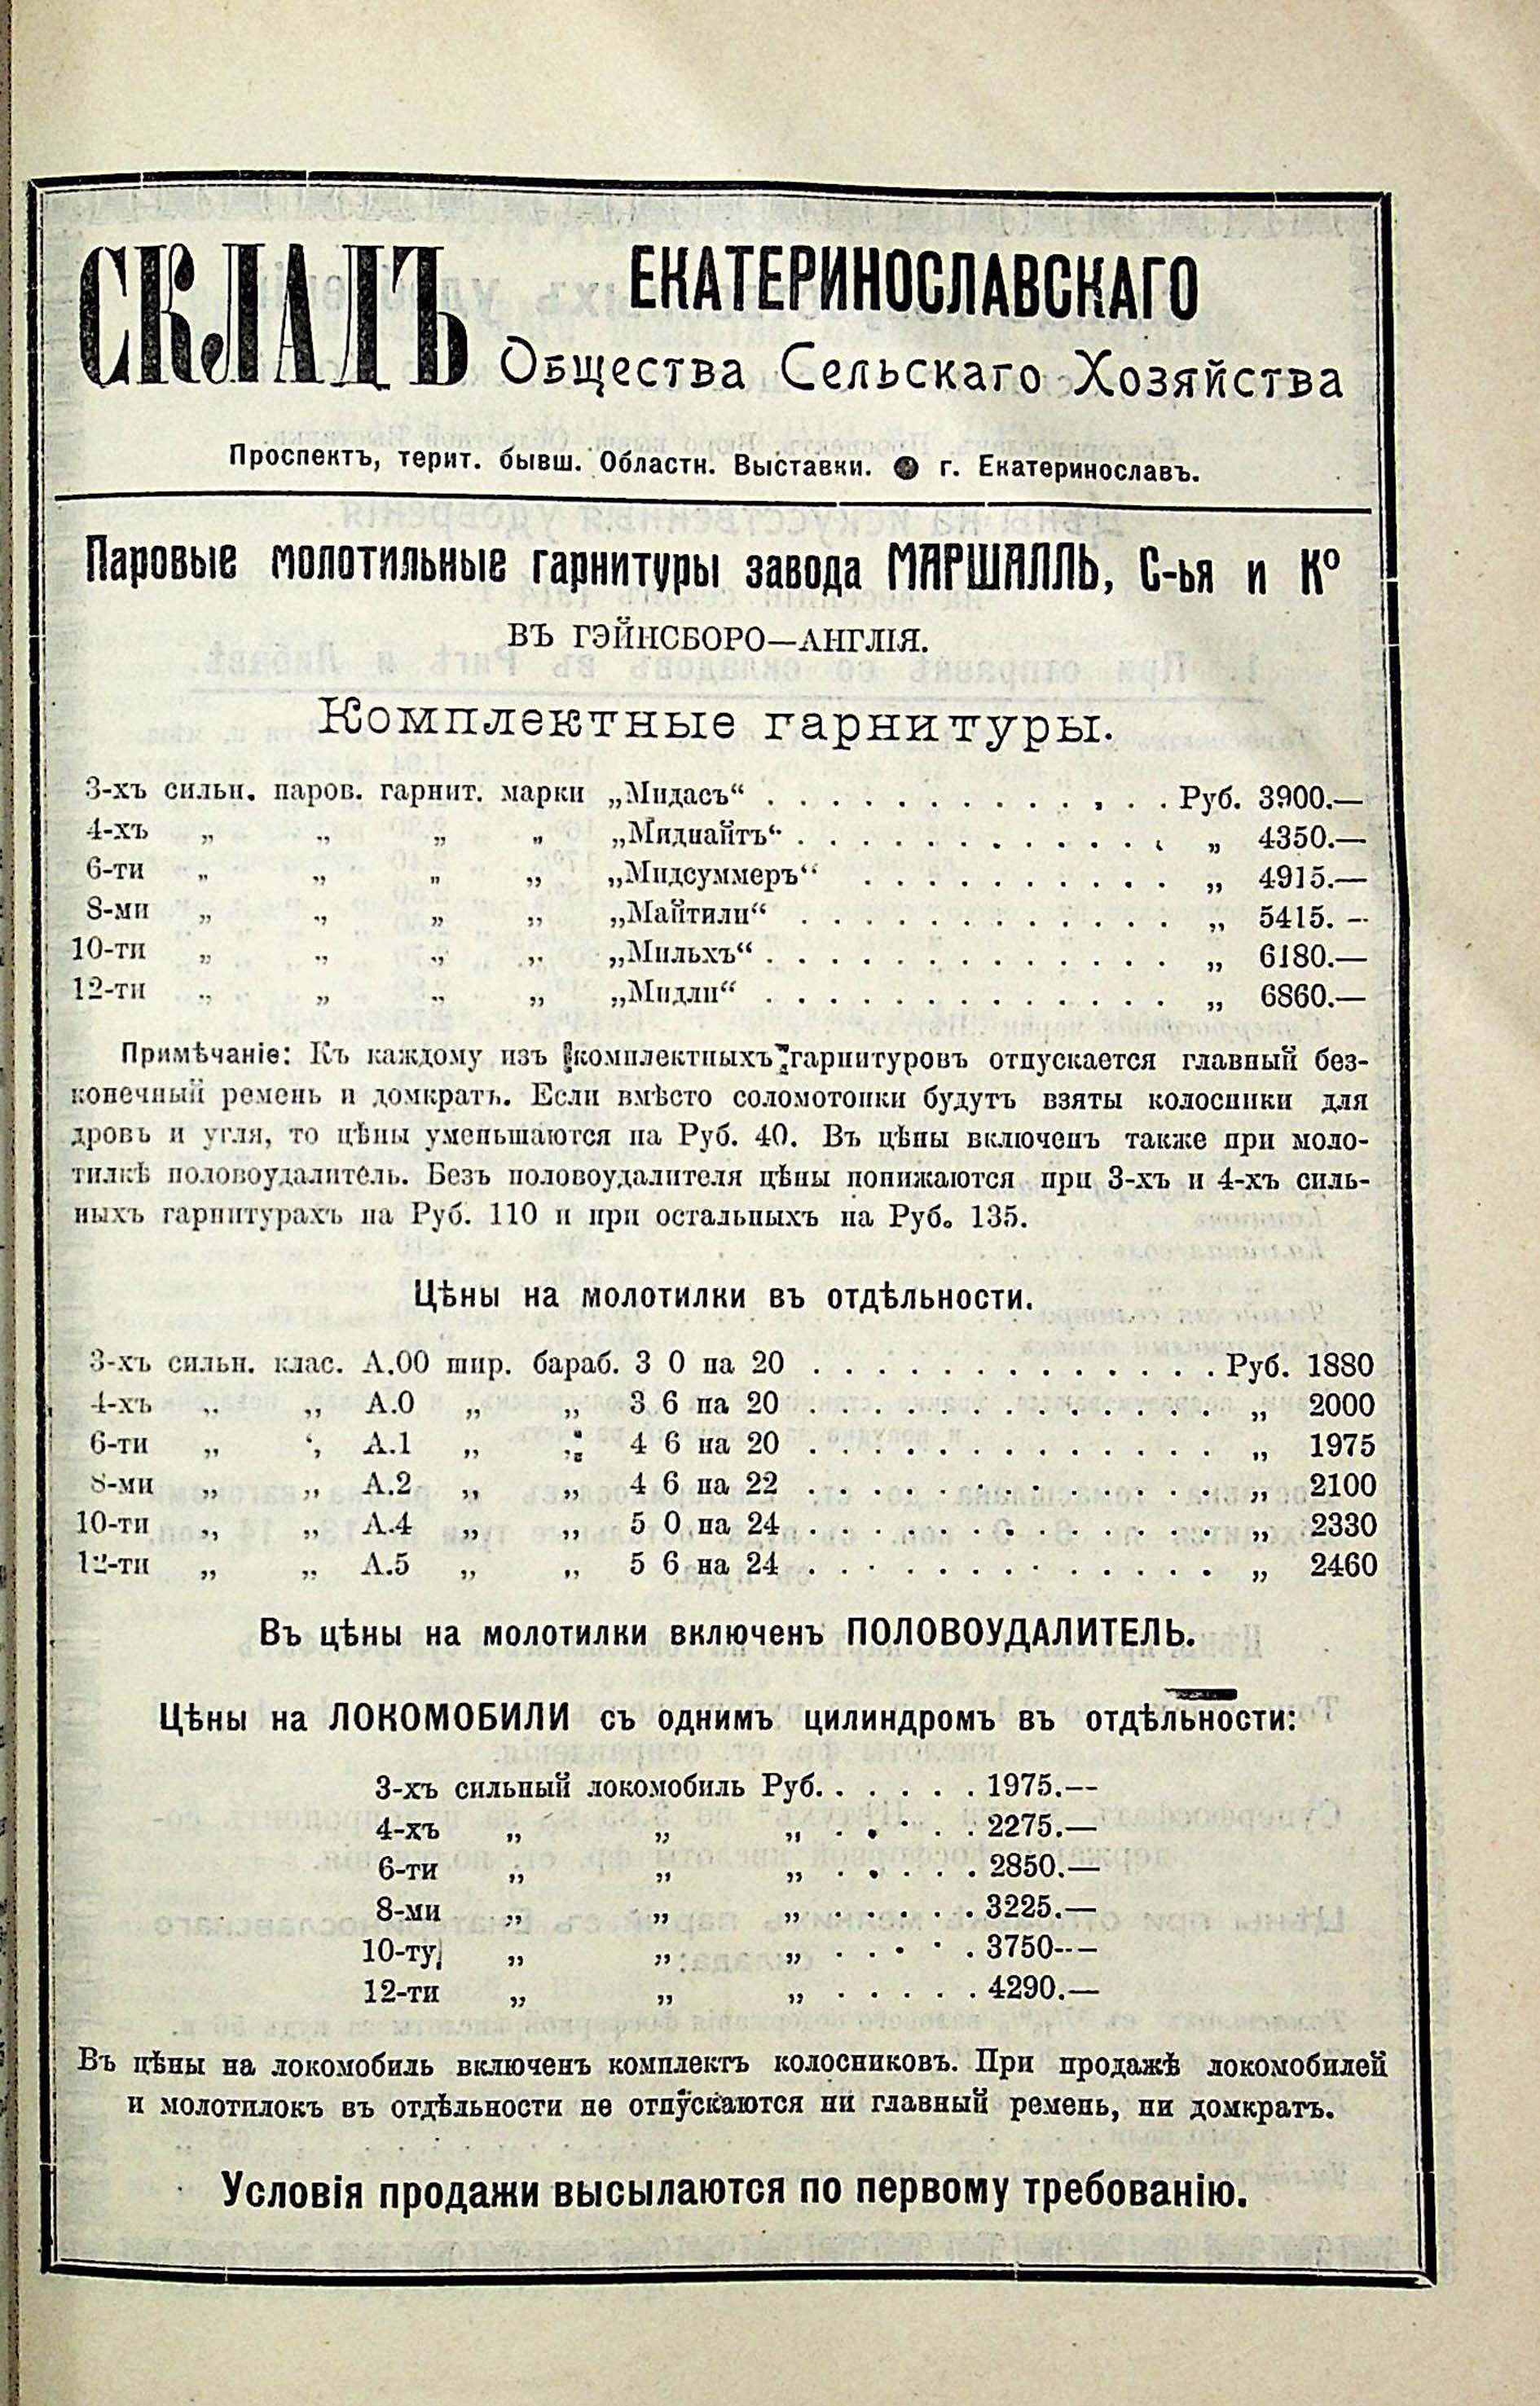 СКЛАДЪ ЕКАТЕРИНОСЛАВСКАГО
Общества Сельскаго Хозяйства
Проспектъ, терит. бывш. Областн. Выставки. ● г. Екатеринославъ.
Паровые молотильные гарнитуры завода МАРШАЛЛЬ, С-ья и К⁰
ВЪ ГЭЙНСБОРО—АНГЛІЯ.
Комплектные гарнитуры.
3-хъ сильн. паров. гарнит. марки „Мидасъ“ . . . . . . . . . . . . . . Руб. 3900.—
4-хъ „ „ „ „ „Миднайтъ“ . . . . . . . . . . . . . „ 4350.—
6-ти „ „ „ „ „Мидсуммеръ“ . . . . . . . . . . „ 4915.—
8-ми „ „ „ „ „Майтили“ . . . . . . . . . . . . . „ 5415.—
10-ти „ „ „ „ „Мильхъ“ . . . . . . . . . . . . . . „ 6180.—
12-ти „ „ „ „ „Мидли“ . . . . . . . . . . . . . . „ 6860.—
Примѣчаніе: Къ каждому изъ комплектныхъ гарнитуровъ отпускается главный без-
конечный ремень и домкратъ. Если вмѣсто соломотопки будутъ взяты колосники для
дровъ и угля, то цѣны уменьшаются на Руб. 40. Въ цѣны включенъ также при моло-
тилкѣ половоудалитель. Безъ половоудалителя цѣны понижаются при 3-хъ и 4-хъ силь-
ныхъ гарнитурахъ на Руб. 110 и при остальныхъ на Руб. 135.
Цѣны на молотилки въ отдѣльности.
3-хъ сильн. клас. А.00 шир. бараб. 3 0 на 20 . . . . . . . . . . . . . Руб. 1880
4-хъ „ „ А.0 „ „ 3 6 на 20 . . . . . . . . . . . . . „ 2000
6-ти „ „ А.1 „ „ 4 6 на 20 . . . . . . . . . . . . . „ 1975
8-ми „ „ А.2 „ „ 4 6 на 22 . . . . . . . . . . . . . „ 2100
10-ти „ „ А.4 „ „ 5 0 на 24 . . . . . . . . . . . . . „ 2330
12-ти „ „ А.5 „ „ 5 6 на 24 . . . . . . . . . . . . . „ 2460
Въ цѣны на молотилки включенъ ПОЛОВОУДАЛИТЕЛЬ.
Цѣны на ЛОКОМОБИЛИ съ однимъ цилиндромъ въ отдѣльности:
3-хъ сильный локомобиль Руб. . . . . . 1975.—
4-хъ „ „ „ . . . . . 2275.—
6-ти „ „ „ . . . . . 2850.—
8-ми „ „ „ . . . . . 3225.—
10-ту „ „ „ . . . . . 3750-—
12-ти „ „ „ . . . . . 4290.—
Въ цѣны на локомобиль включенъ комплектъ колосниковъ. При продажѣ локомобилей
и молотилокъ въ отдѣльности не отпускаются ни главный ремень, ни домкратъ.
Условія продажи высылаются по первому требованію.